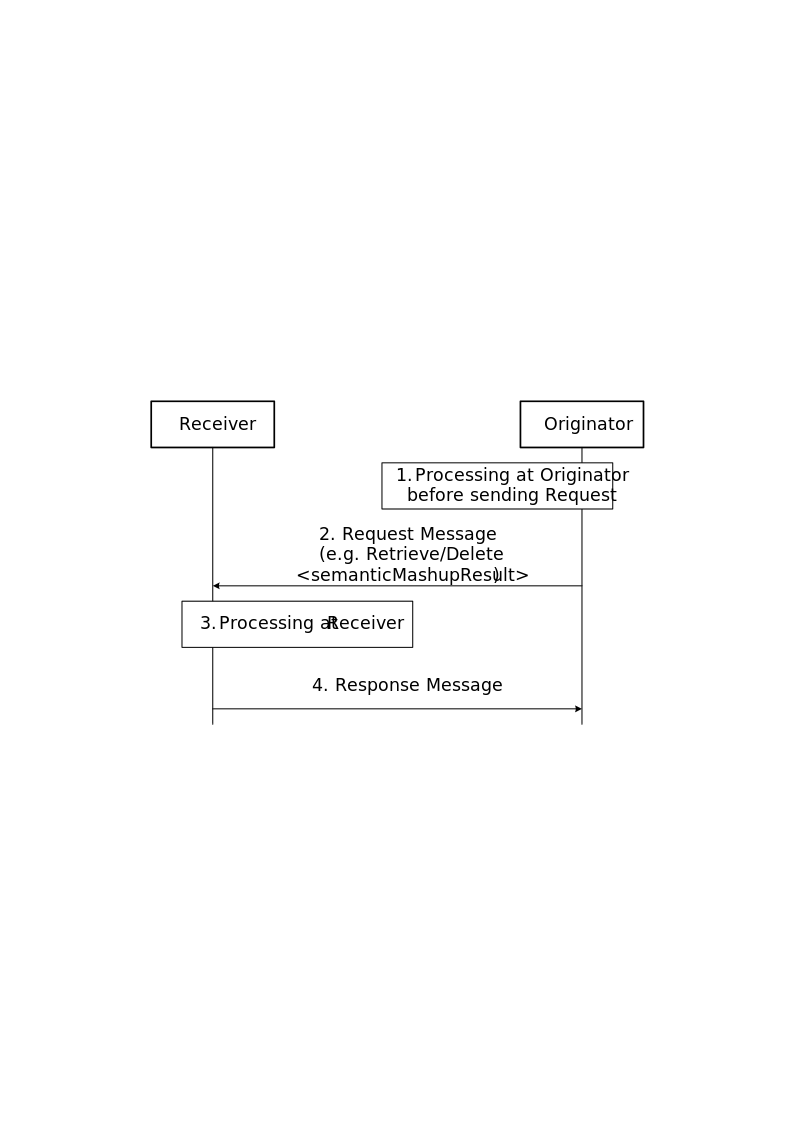 Receiver
Originator
1. Processing at Originator
before sending Request
2. Request Message
(e.g. Retrieve/Delete
<semanticMashupResult>)
3. Processing at Receiver
4. Response Message